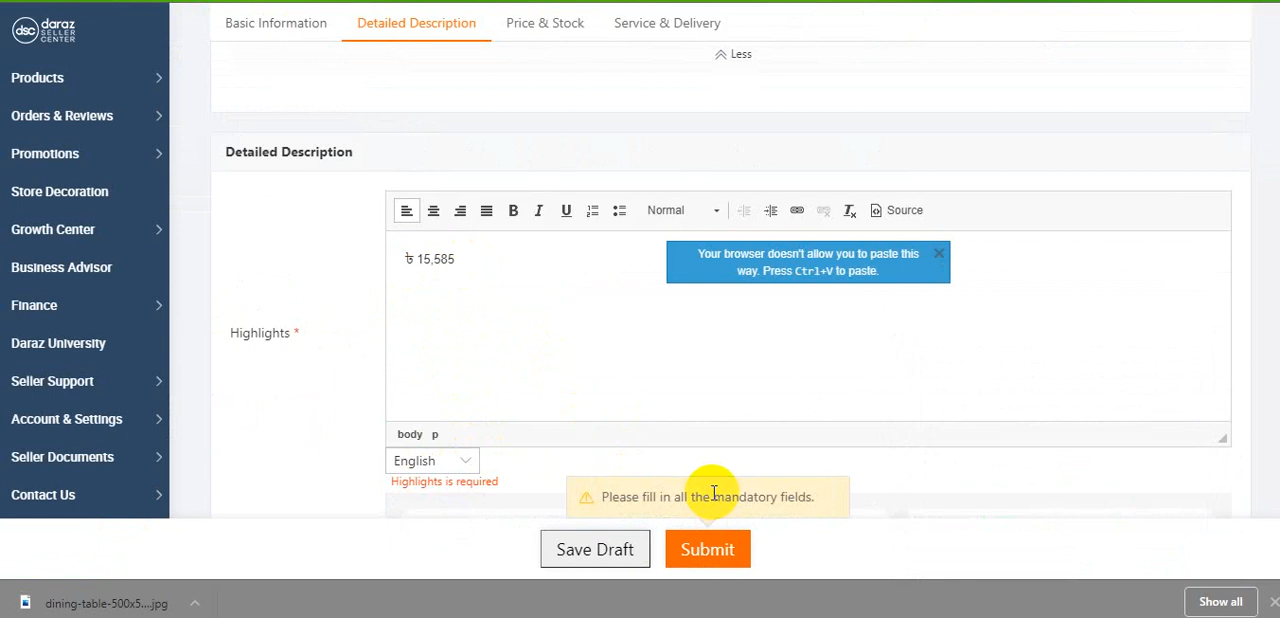 Basic Information
Detailed Description
Price & Stock
Service & Delivery
dsc daraz
SELLER
CENTER
Less
Products
Orders & Reviews
Promotions
Store Decoration
Growth Center
Business Advisor
Finance
Daraz University
Seller Support
Account & Settings
Seller Documents
Contact Us
Detailed Description
B I U Normal Source
৳ 15,585
Your browser doesn't allow you to paste this
way. Press Ctrl+V to paste.
Highlights *
body p
English
Highlights is required
Please fill in all the mandatory fields.
Save Draft
Submit
dining-table-500x5....jpg
Show all